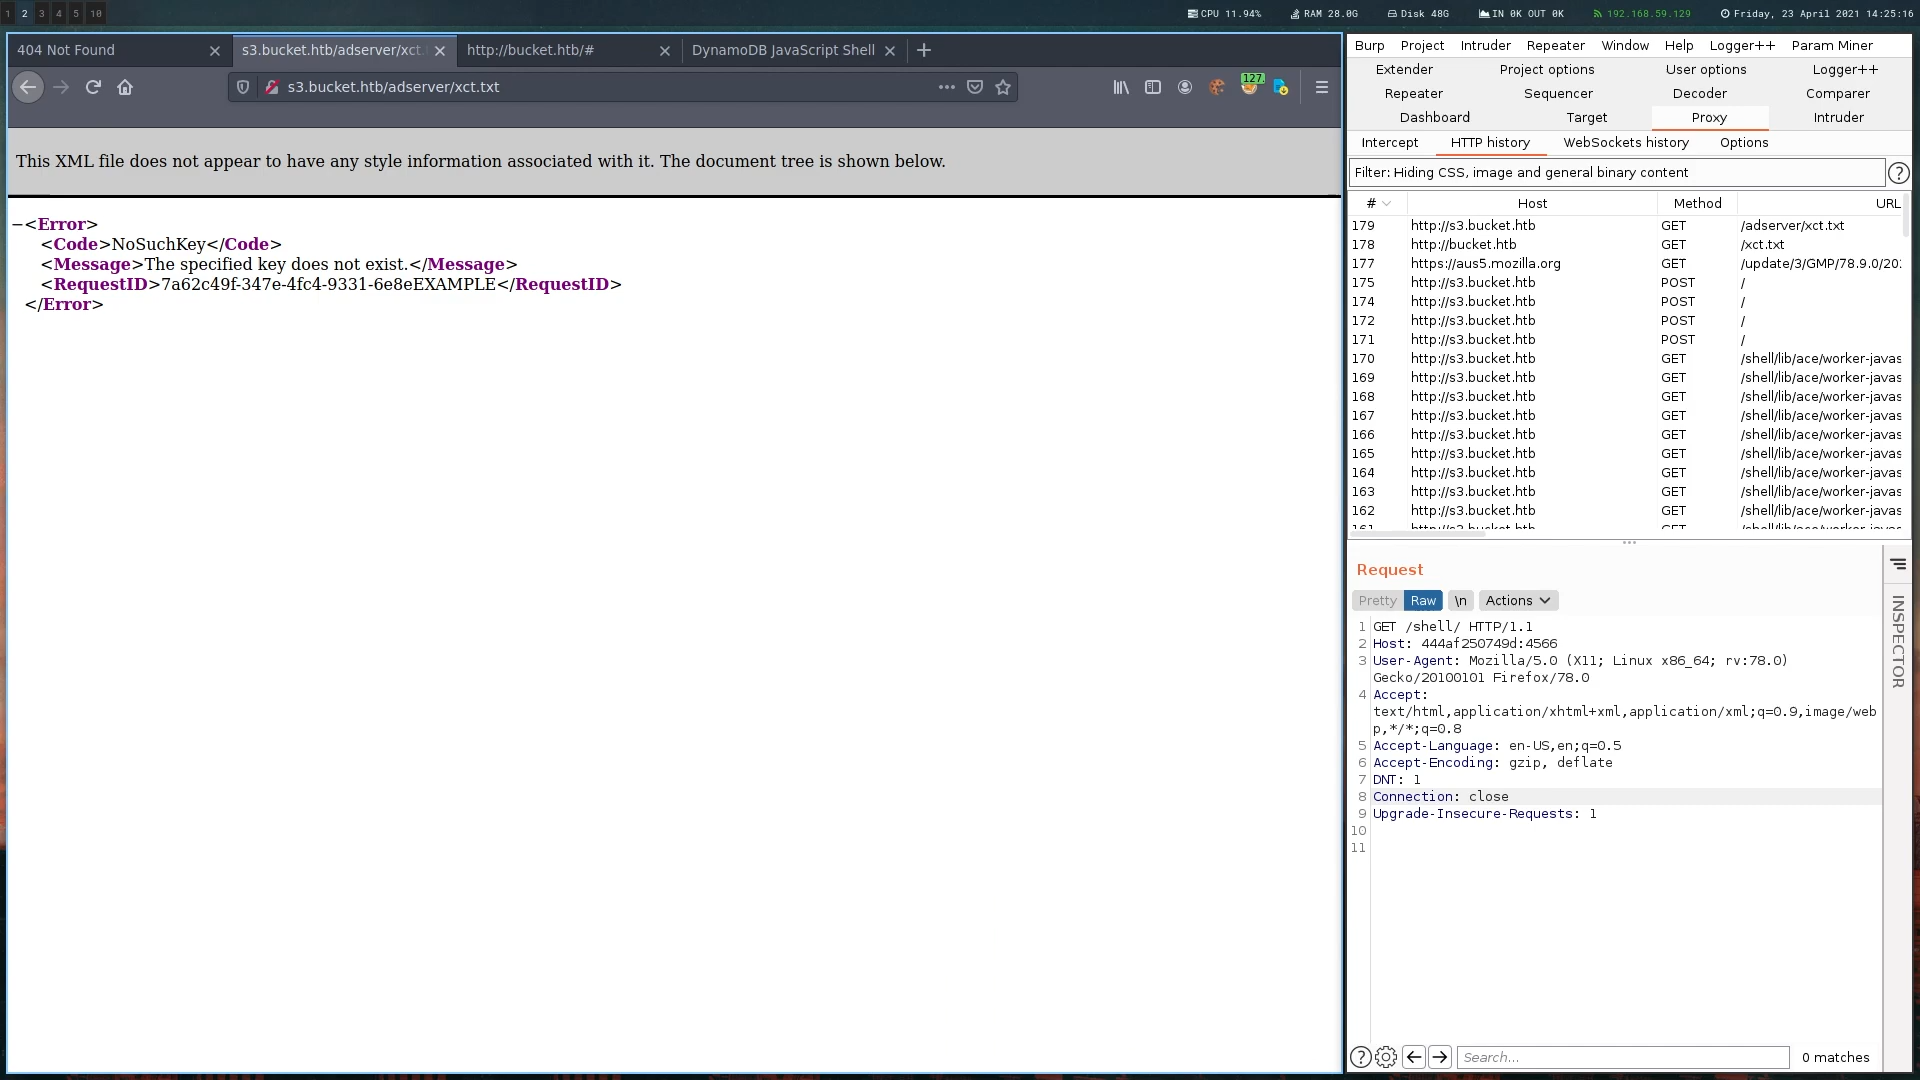 1 2 3 4 5 10
CPU 11.94% RAM 28.0G Disk 48G IN 0K OUT 0K 192.168.59.129 Friday, 23 April 2021 14:25:16
404 Not Found s3.bucket.htb/adserver/xct. http://bucket.htb/# DynamoDB JavaScript Shell
s3.bucket.htb/adserver/xct.txt
127
This XML file does not appear to have any style information associated with it. The document tree is shown below.
−<Error>
<Code>NoSuchKey</Code>
<Message>The specified key does not exist.</Message>
<RequestID>7a62c49f-347e-4fc4-9331-6e8eEXAMPLE</RequestID>
</Error>
Burp Project Intruder Repeater Window Help Logger++ Param Miner
Extender Project options User options Logger++
Repeater Sequencer Decoder Comparer
Dashboard Target Proxy Intruder
Intercept HTTP history WebSockets history Options
Filter: Hiding CSS, image and general binary content ?
# Host Method URL
179 http://s3.bucket.htb GET /adserver/xct.txt
178 http://bucket.htb GET /xct.txt
177 https://aus5.mozilla.org GET /update/3/GMP/78.9.0/20
175 http://s3.bucket.htb POST /
174 http://s3.bucket.htb POST /
172 http://s3.bucket.htb POST /
171 http://s3.bucket.htb POST /
170 http://s3.bucket.htb GET /shell/lib/ace/worker-javas
169 http://s3.bucket.htb GET /shell/lib/ace/worker-javas
168 http://s3.bucket.htb GET /shell/lib/ace/worker-javas
167 http://s3.bucket.htb GET /shell/lib/ace/worker-javas
166 http://s3.bucket.htb GET /shell/lib/ace/worker-javas
165 http://s3.bucket.htb GET /shell/lib/ace/worker-javas
164 http://s3.bucket.htb GET /shell/lib/ace/worker-javas
163 http://s3.bucket.htb GET /shell/lib/ace/worker-javas
162 http://s3.bucket.htb GET /shell/lib/ace/worker-javas
161 http://s3.bucket.htb GET /shell/lib/ace/worker-javas
Request
Pretty Raw \n Actions
INSPECTOR
1 GET /shell/ HTTP/1.1
2 Host: 444af250749d:4566
3 User-Agent: Mozilla/5.0 (X11; Linux x86_64; rv:78.0)
Gecko/20100101 Firefox/78.0
4 Accept:
text/html,application/xhtml+xml,application/xml;q=0.9,image/web
p,*/*;q=0.8
5 Accept-Language: en-US,en;q=0.5
6 Accept-Encoding: gzip, deflate
7 DNT: 1
8 Connection: close
9 Upgrade-Insecure-Requests: 1
10
11
? Search... 0 matches